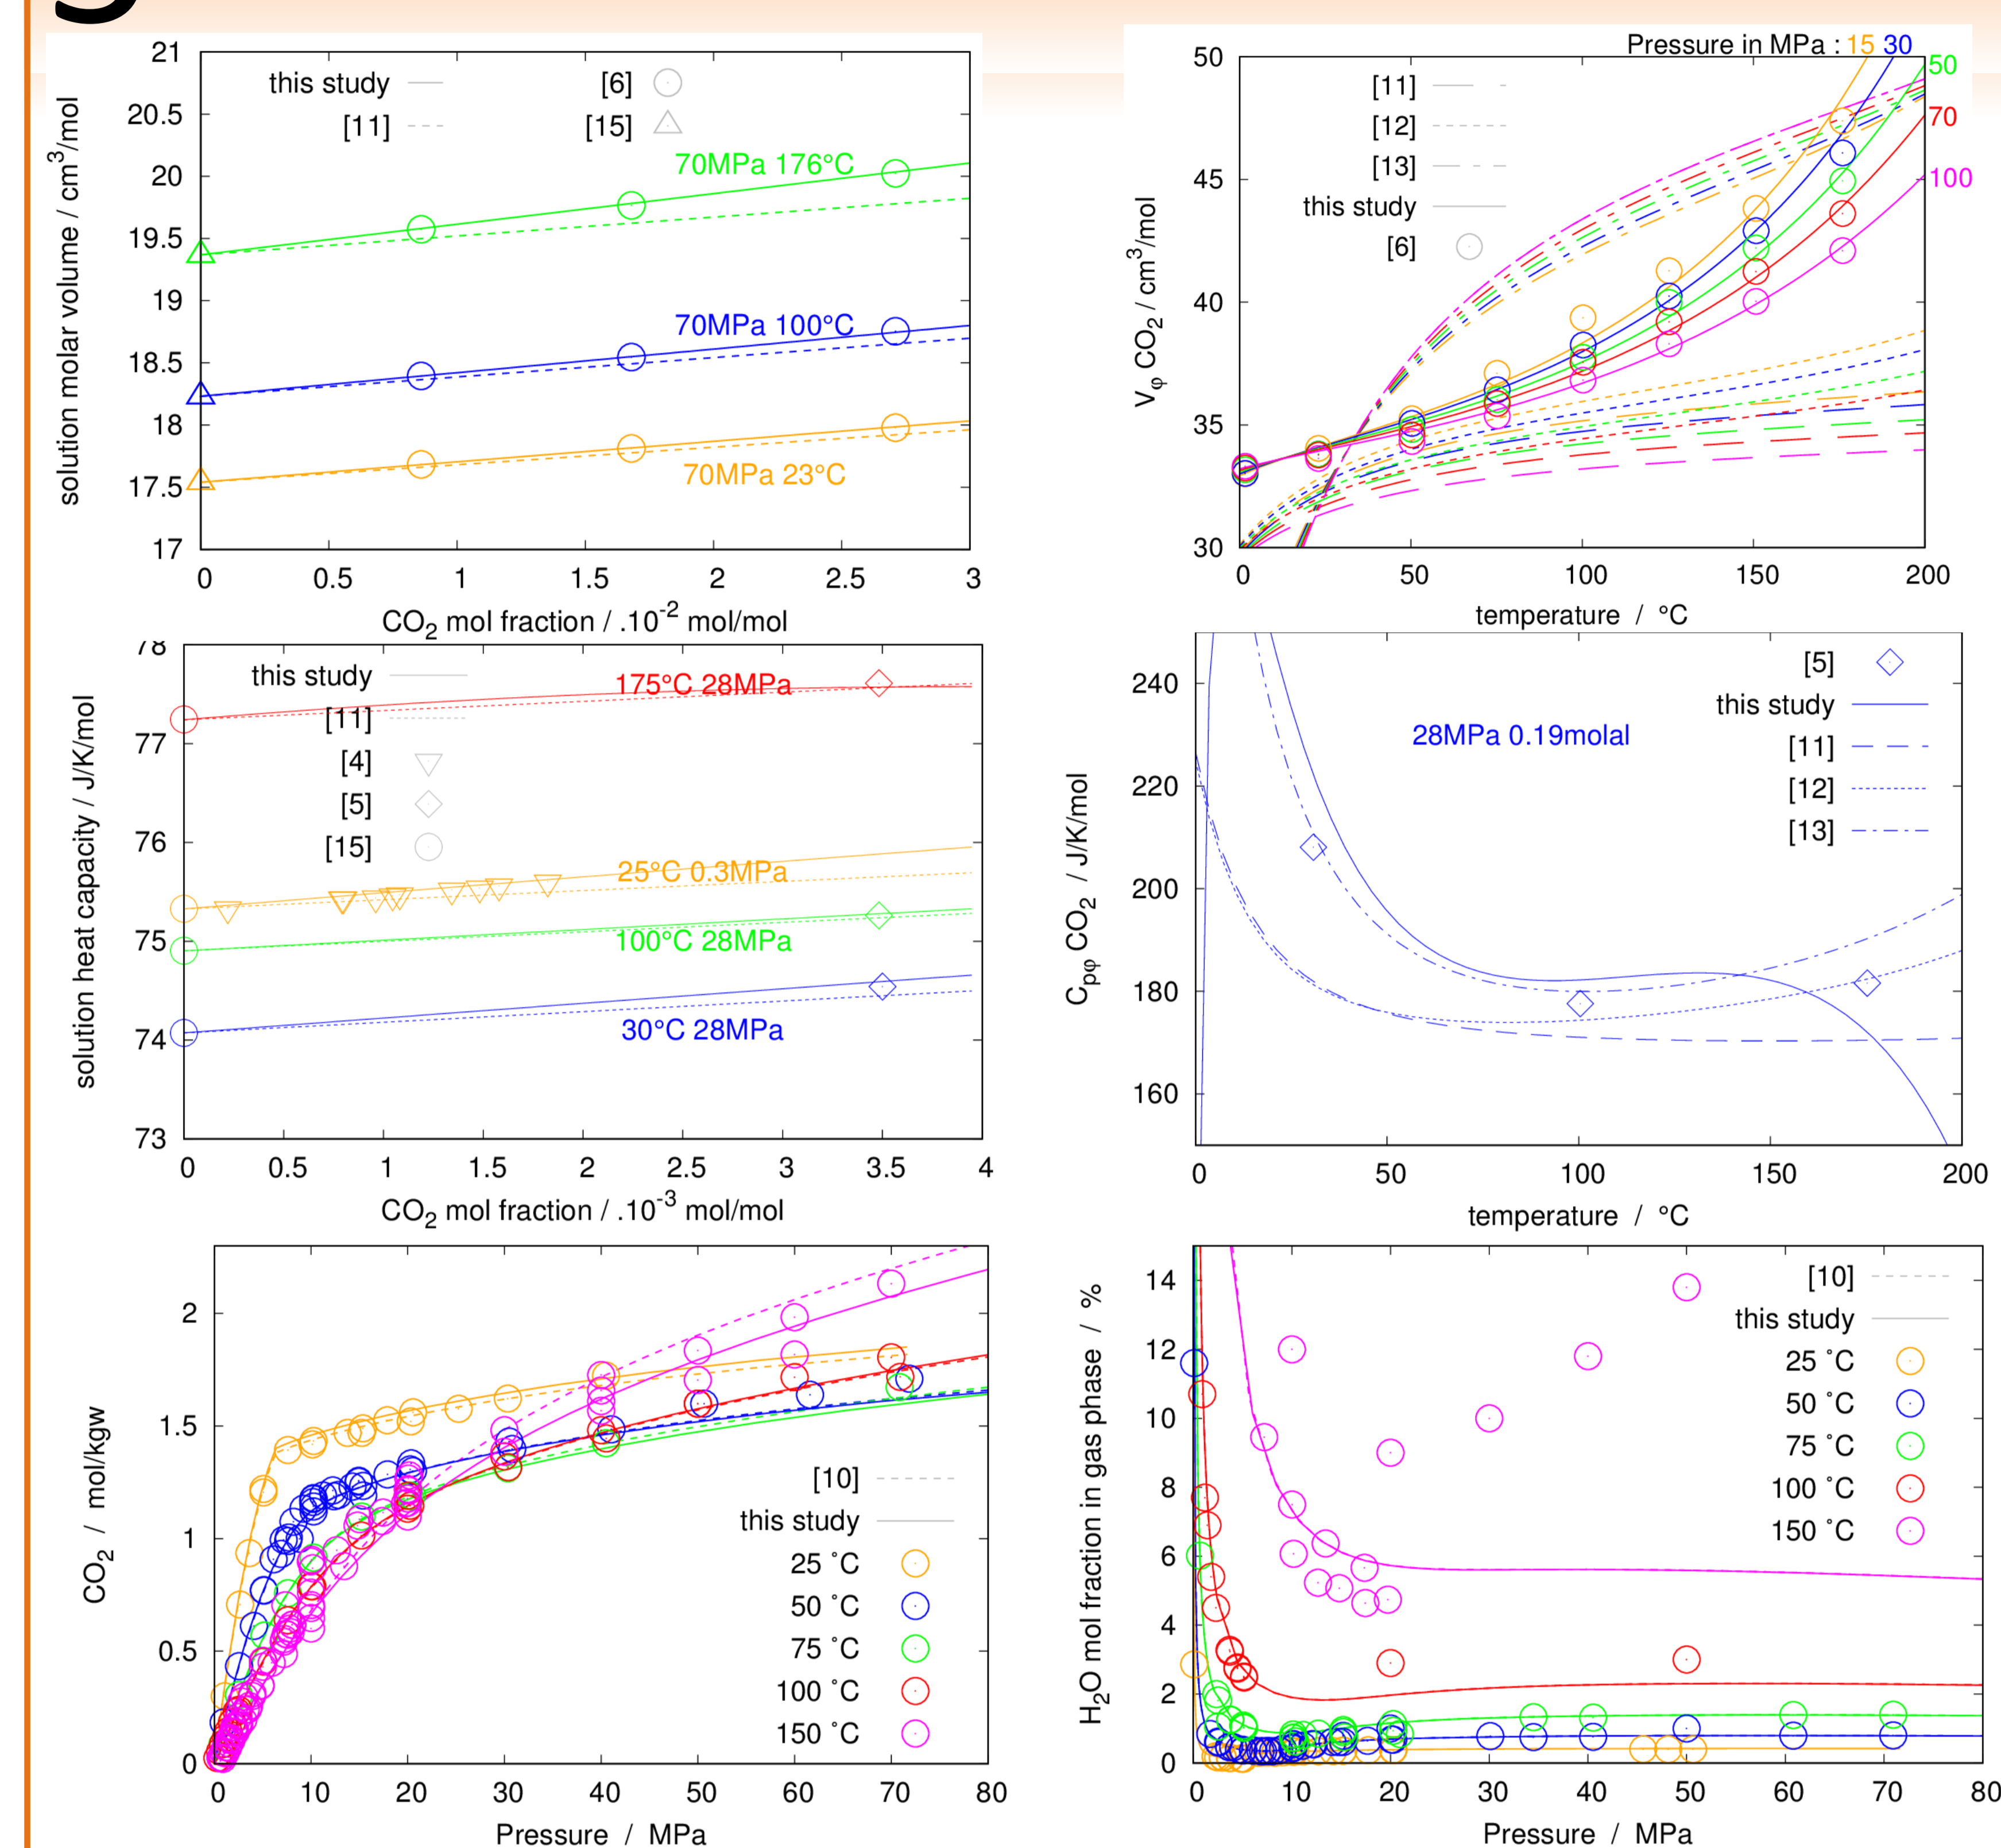 21
20.5
20
19.5
19
18.5
18
17.5
17
solution molar volume / cm3/mol
this study
[11]
[6]
[15]
70MPa 176°C
70MPa 100°C
70MPa 23°C
0 0.5 1 1.5 2 2.5 3
CO2 mol fraction / .10-2 mol/mol
Pressure in MPa : 15 30
50
70
100
50
45
40
35
30
Vφ CO2 / cm3/mol
[11]
[12]
[13]
this study
[6]
0 50 100 150 200
temperature / °C
78
77
76
75
74
73
solution heat capacity / J/K/mol
this study
[11]
[4]
[5]
[15]
175°C 28MPa
25°C 0.3MPa
100°C 28MPa
30°C 28MPa
0 0.5 1 1.5 2 2.5 3 3.5 4
CO2 mol fraction / .10-3 mol/mol
240
220
200
180
160
Cpφ CO2 / J/K/mol
28MPa 0.19molal
[5]
this study
[11]
[12]
[13]
0 50 100 150 200
temperature / °C
2
1.5
1
0.5
0
CO2 / mol/kgw
[10]
this study
25 °C
50 °C
75 °C
100 °C
150 °C
0 10 20 30 40 50 60 70 80
Pressure / MPa
14
12
10
8
6
4
2
0
H2O mol fraction in gas phase / %
[10]
this study
25 °C
50 °C
75 °C
100 °C
150 °C
0 10 20 30 40 50 60 70 80
Pressure / MPa